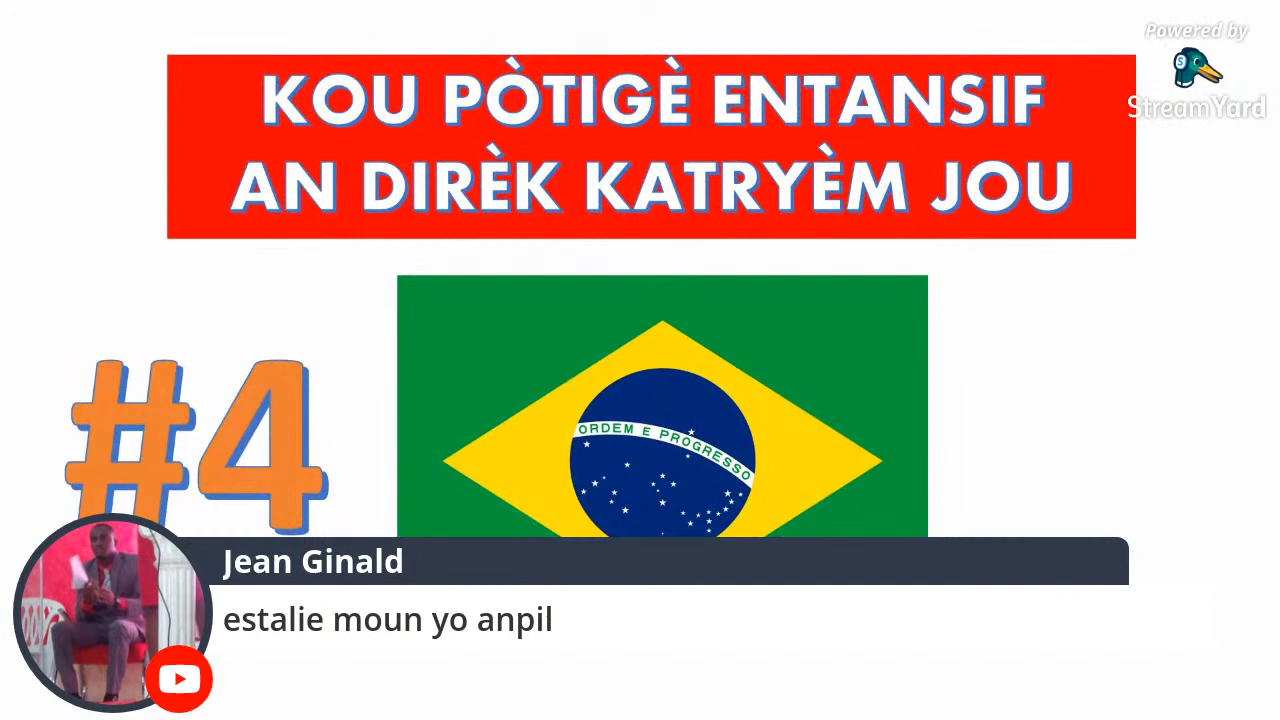 Powered by
StreamYard
KOU PÒTIGÈ ENTANSIF
AN DIRÈK KATRYÈM JOU
#4
ORDEM E PROGRESSO
Jean Ginald
estalie moun yo anpil